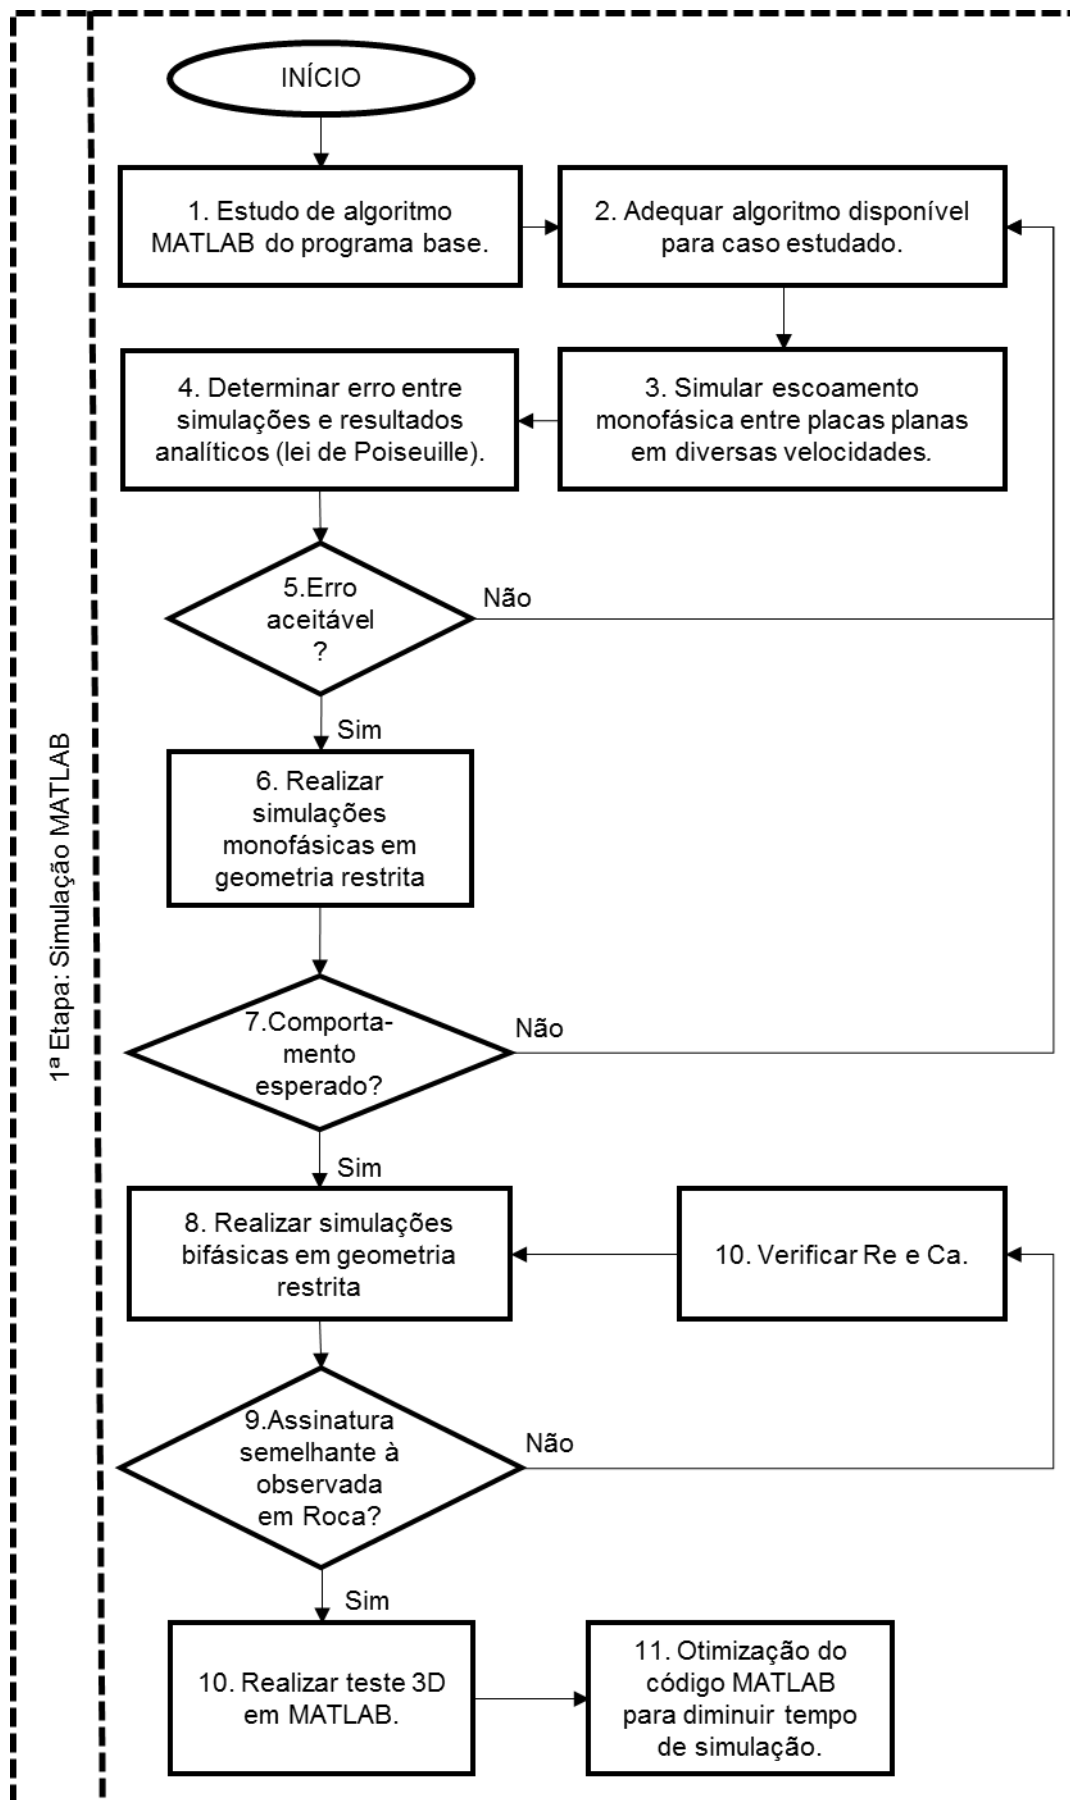 INÍCIO
1. Estudo de algoritmo
MATLAB do programa base.
2. Adequar algoritmo disponível
para caso estudado.
3. Simular escoamento
monofásica entre placas planas
em diversas velocidades.
4. Determinar erro entre
simulações e resultados
analíticos (lei de Poiseuille).
5.Erro
aceitável
?
Não
Sim
6. Realizar
simulações
monofásicas em
geometria restrita
7.Comporta-
mento
esperado?
Não
Sim
8. Realizar simulações
bifásicas em geometria
restrita
10. Verificar Re e Ca.
9.Assinatura
semelhante à
observada
em Roca?
Não
Sim
10. Realizar teste 3D
em MATLAB.
11. Otimização do
código MATLAB
para diminuir tempo
de simulação.
1ª Etapa: Simulação MATLAB